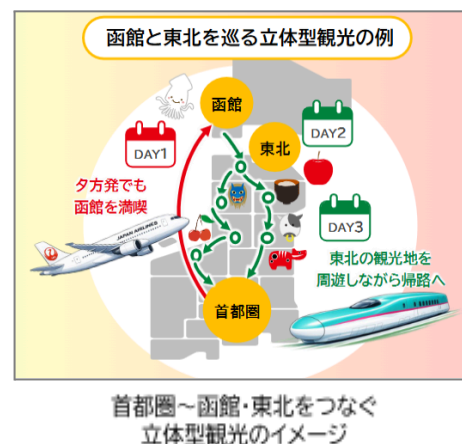 函館と東北を巡る立体型観光の例
函館
DAY1
DAY2
東北
夕方発でも
函館を満喫
JAPAN AIRLINES
DAY3
東北の観光地を
周遊しながら帰路へ
首都圏
首都圏~函館・東北をつなぐ
立体型観光のイメージ